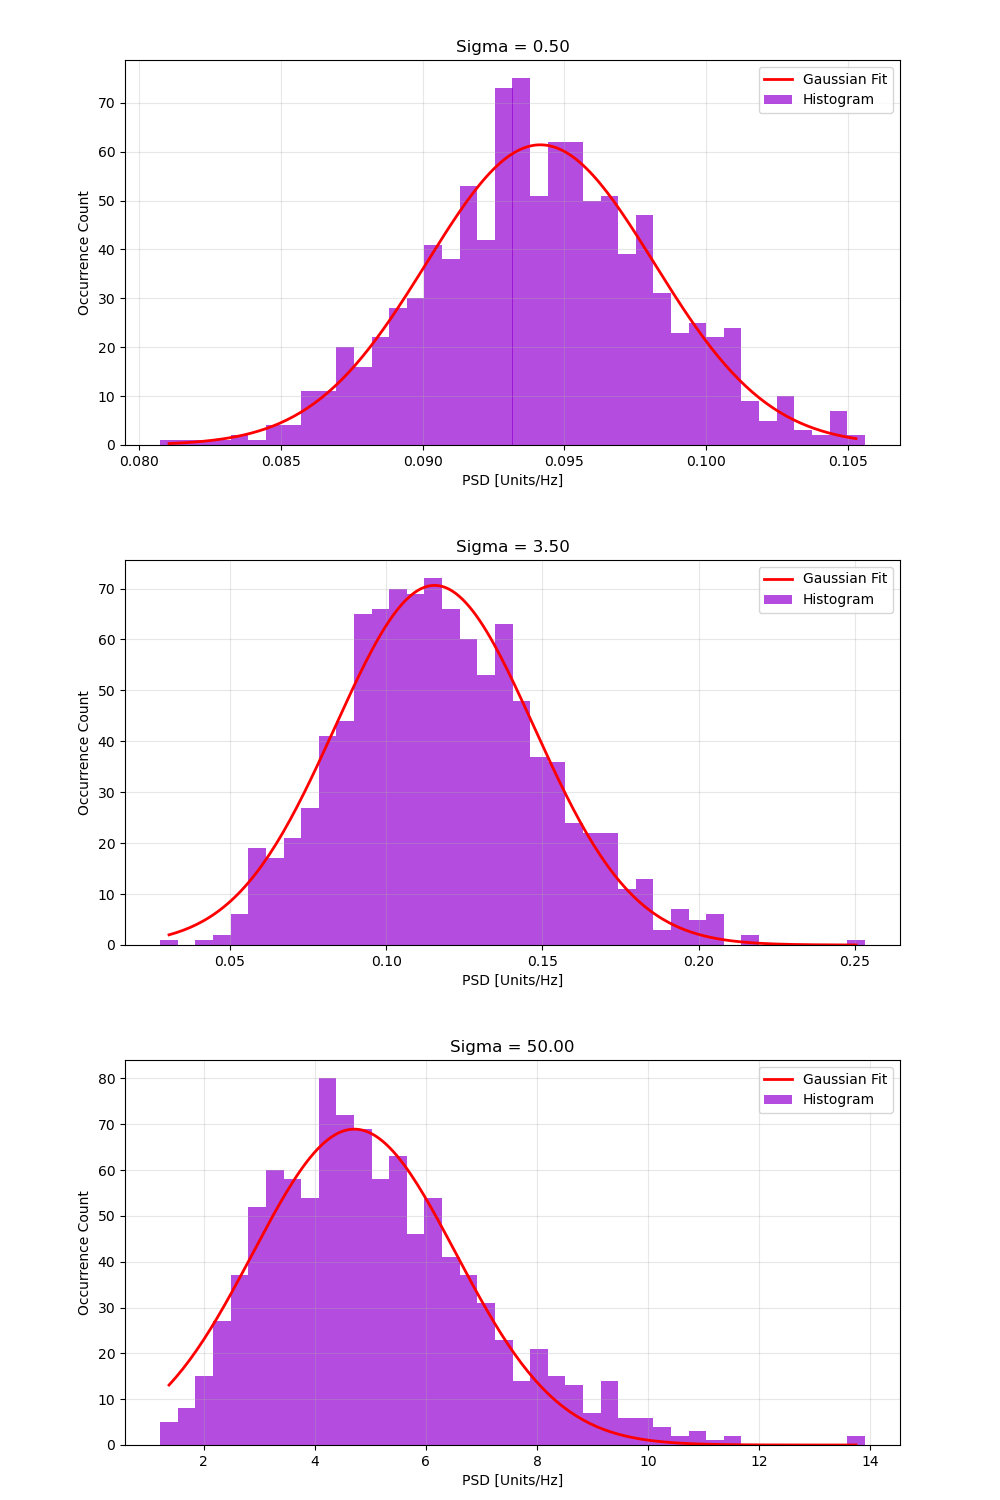 Sigma = 0.50
Gaussian Fit
Histogram
70
60
50
40
30
20
10
0
Occurrence Count
0.080 0.085 0.090 0.095 0.100 0.105
PSD [Units/Hz]
Sigma = 3.50
Gaussian Fit
Histogram
70
60
50
40
30
20
10
0
Occurrence Count
0.05 0.10 0.15 0.20 0.25
PSD [Units/Hz]
Sigma = 50.00
Gaussian Fit
Histogram
80
70
60
50
40
30
20
10
0
Occurrence Count
2 4 6 8 10 12 14
PSD [Units/Hz]